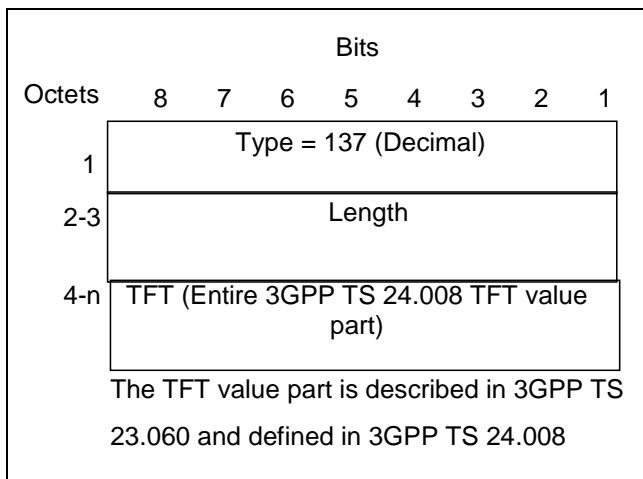 Bits
Octets 8 7 6 5 4 3 2 1
1 Type = 137 (Decimal)
2-3 Length
4-n TFT (Entire 3GPP TS 24.008 TFT value
part)
The TFT value part is described in 3GPP TS
23.060 and defined in 3GPP TS 24.008